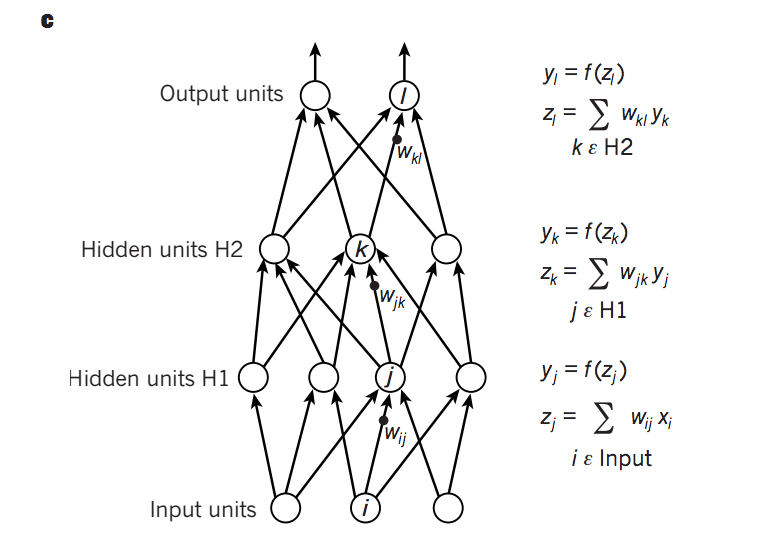 c
Output units
l
w_kl
Hidden units H2
k
w_jk
Hidden units H1
j
w_ij
Input units
i
y_l = f(z_l)
z_l = ∑ w_kl y_k
k ε H2
y_k = f(z_k)
z_k = ∑ w_jk y_j
j ε H1
y_j = f(z_j)
z_j = ∑ w_ij x_i
i ε Input